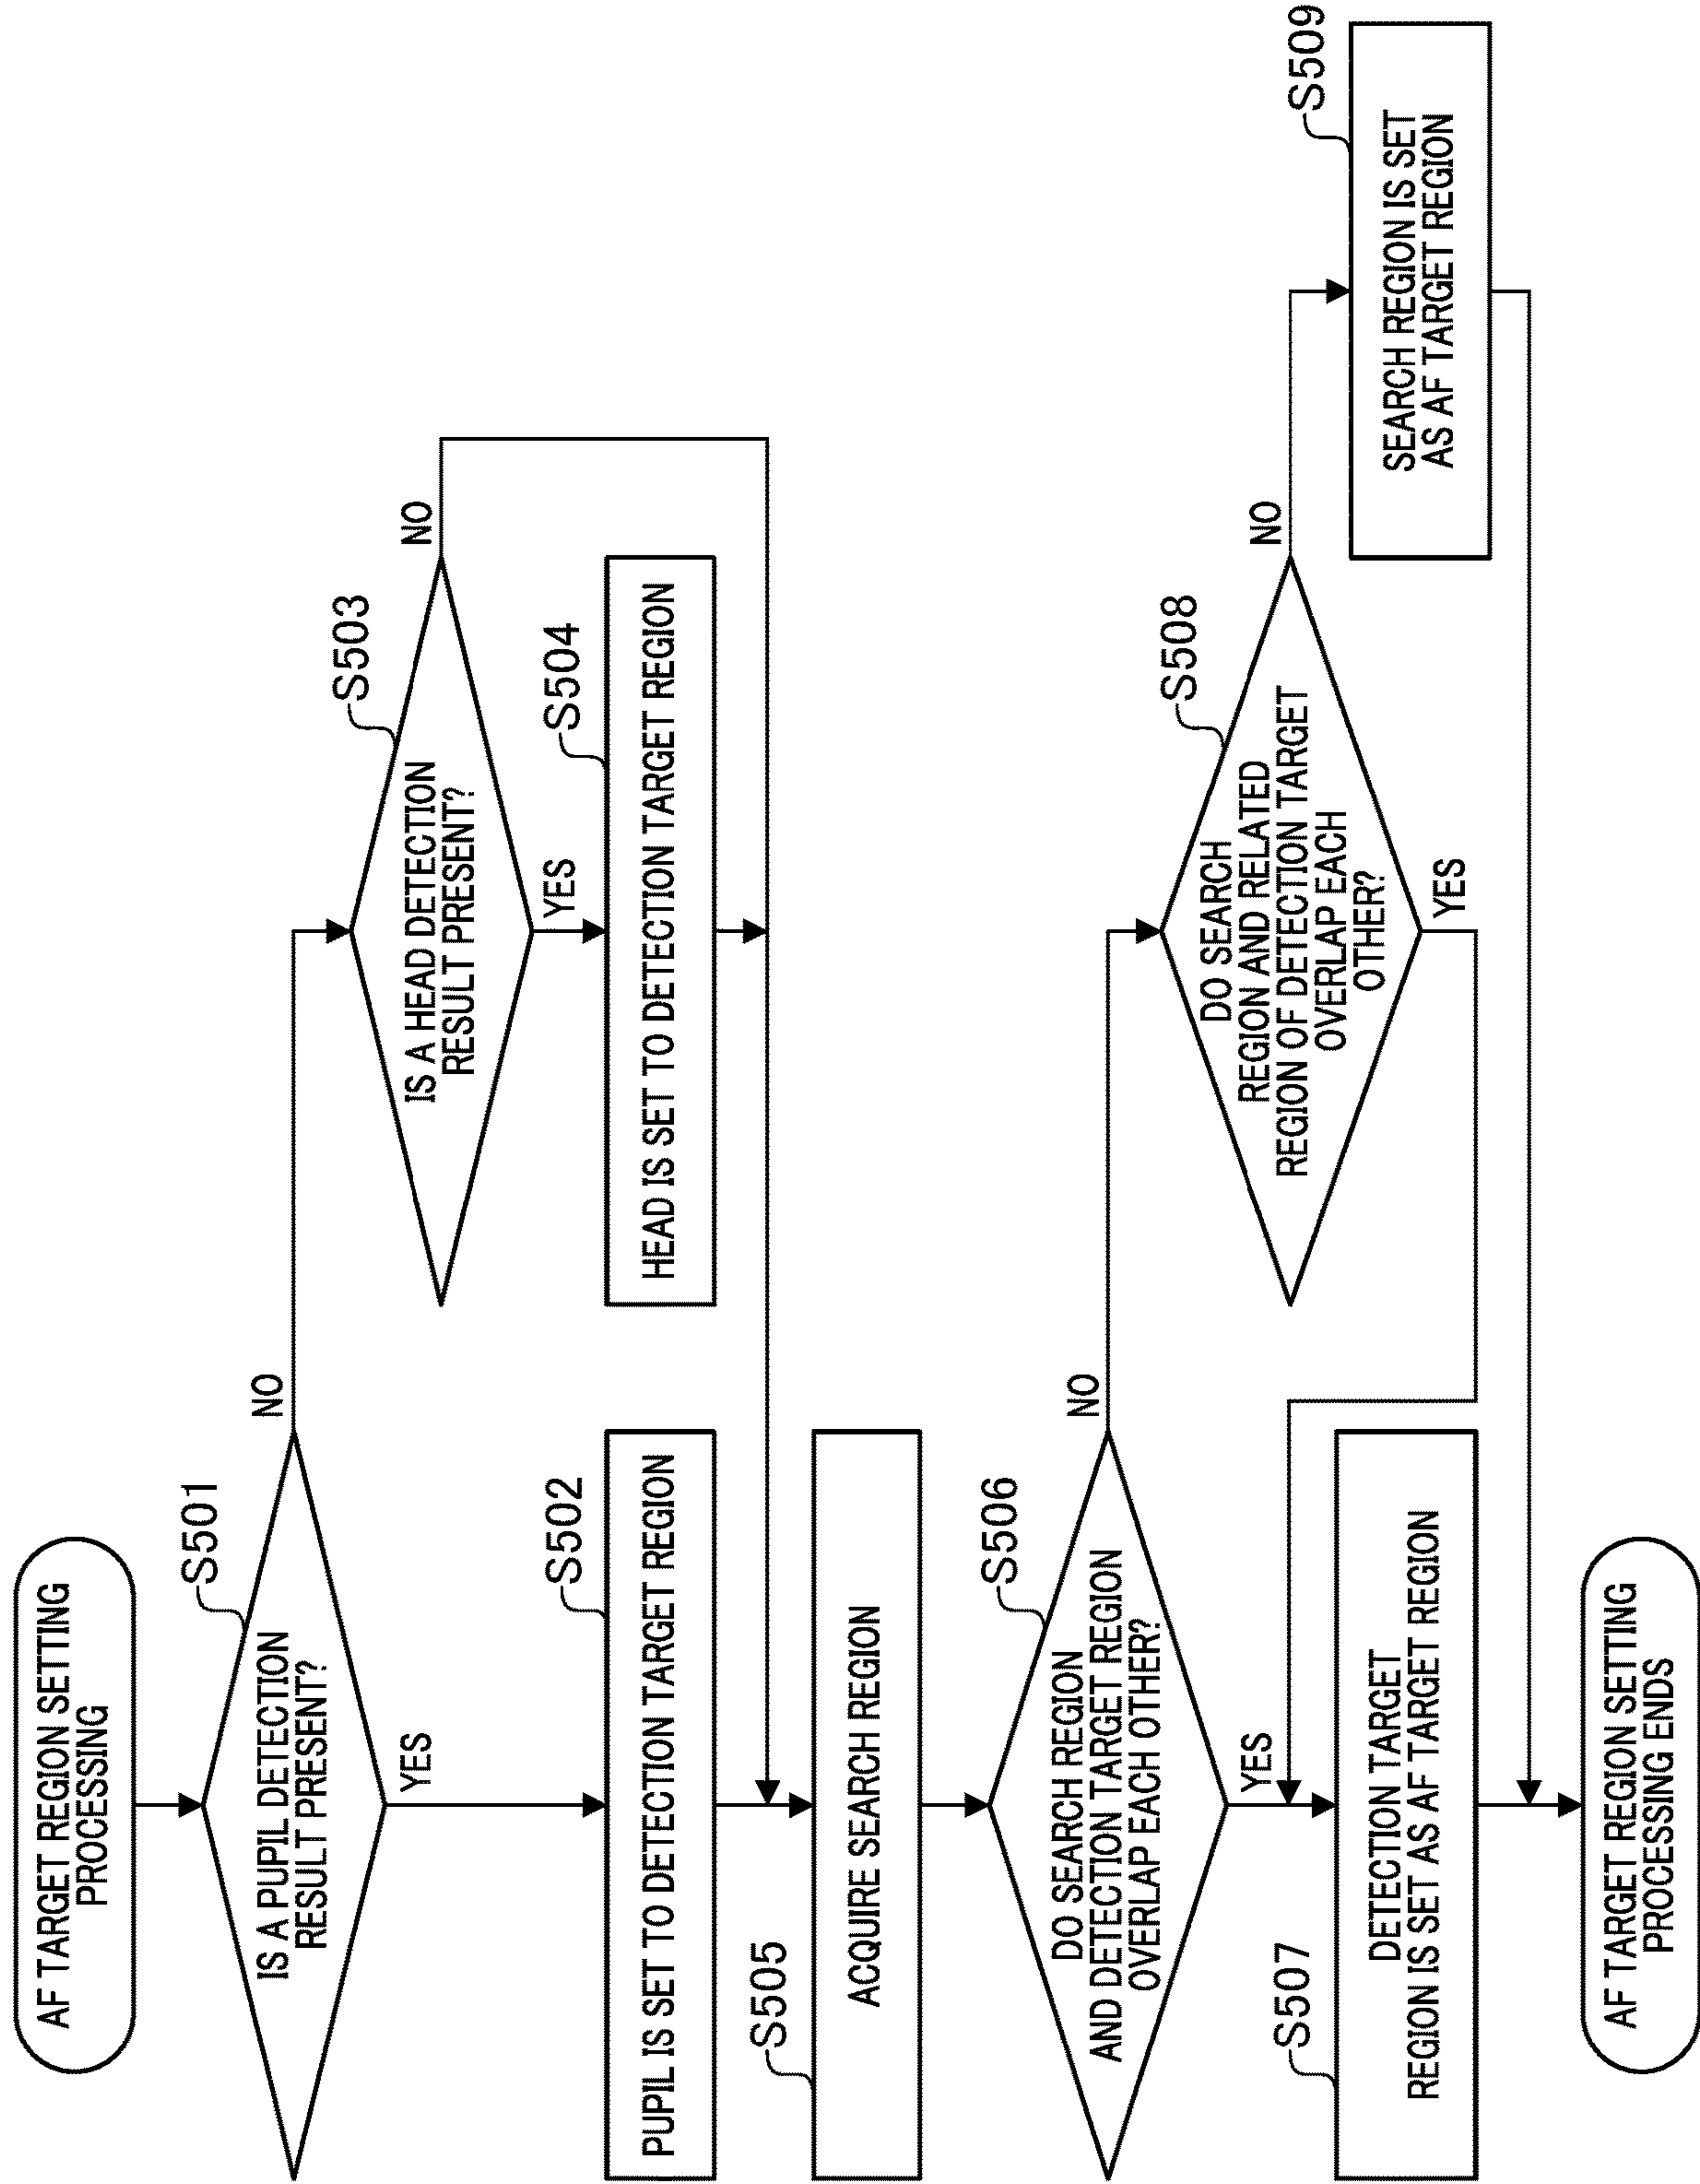 AF TARGET REGION SETTING
PROCESSING
S501
IS A PUPIL DETECTION
RESULT PRESENT?
NO
YES
S503
IS A HEAD DETECTION
RESULT PRESENT?
NO
YES
S502
PUPIL IS SET TO DETECTION TARGET REGION
S504
HEAD IS SET TO DETECTION TARGET REGION
S505
ACQUIRE SEARCH REGION
S506
DO SEARCH REGION
AND DETECTION TARGET REGION
OVERLAP EACH OTHER?
NO
YES
S508
DO SEARCH
REGION AND RELATED
REGION OF DETECTION TARGET
OVERLAP EACH
OTHER?
NO
YES
S507
DETECTION TARGET
REGION IS SET AS AF TARGET REGION
S509
SEARCH REGION IS SET
AS AF TARGET REGION
AF TARGET REGION SETTING
PROCESSING ENDS